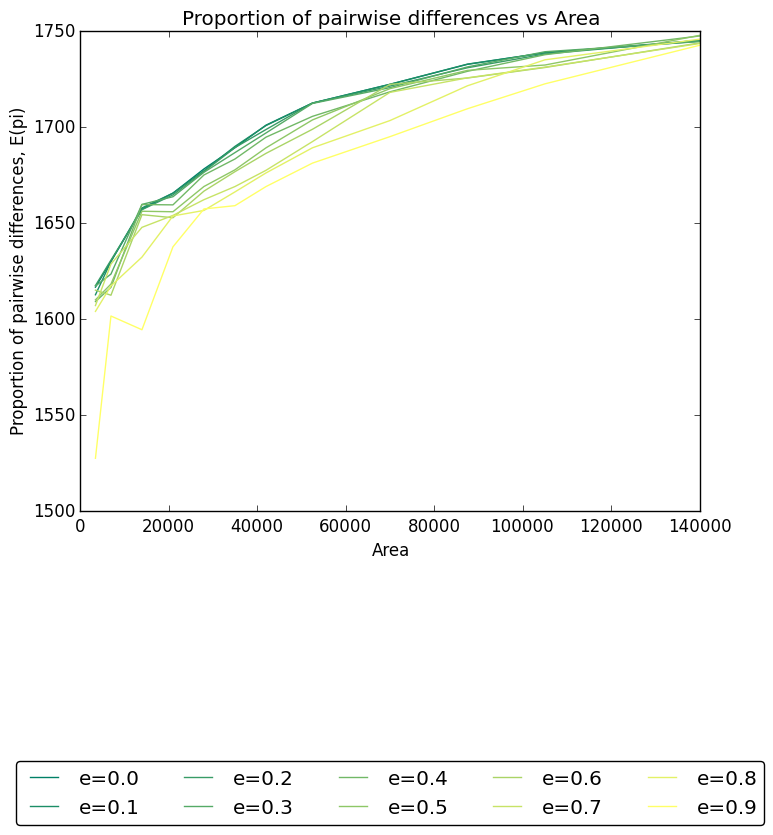 Proportion of pairwise differences vs Area
Proportion of pairwise differences, E(pi)
1750
1700
1650
1600
1550
1500
0 20000 40000 60000 80000 100000 120000 140000
Area
e=0.0 e=0.2 e=0.4 e=0.6 e=0.8
e=0.1 e=0.3 e=0.5 e=0.7 e=0.9